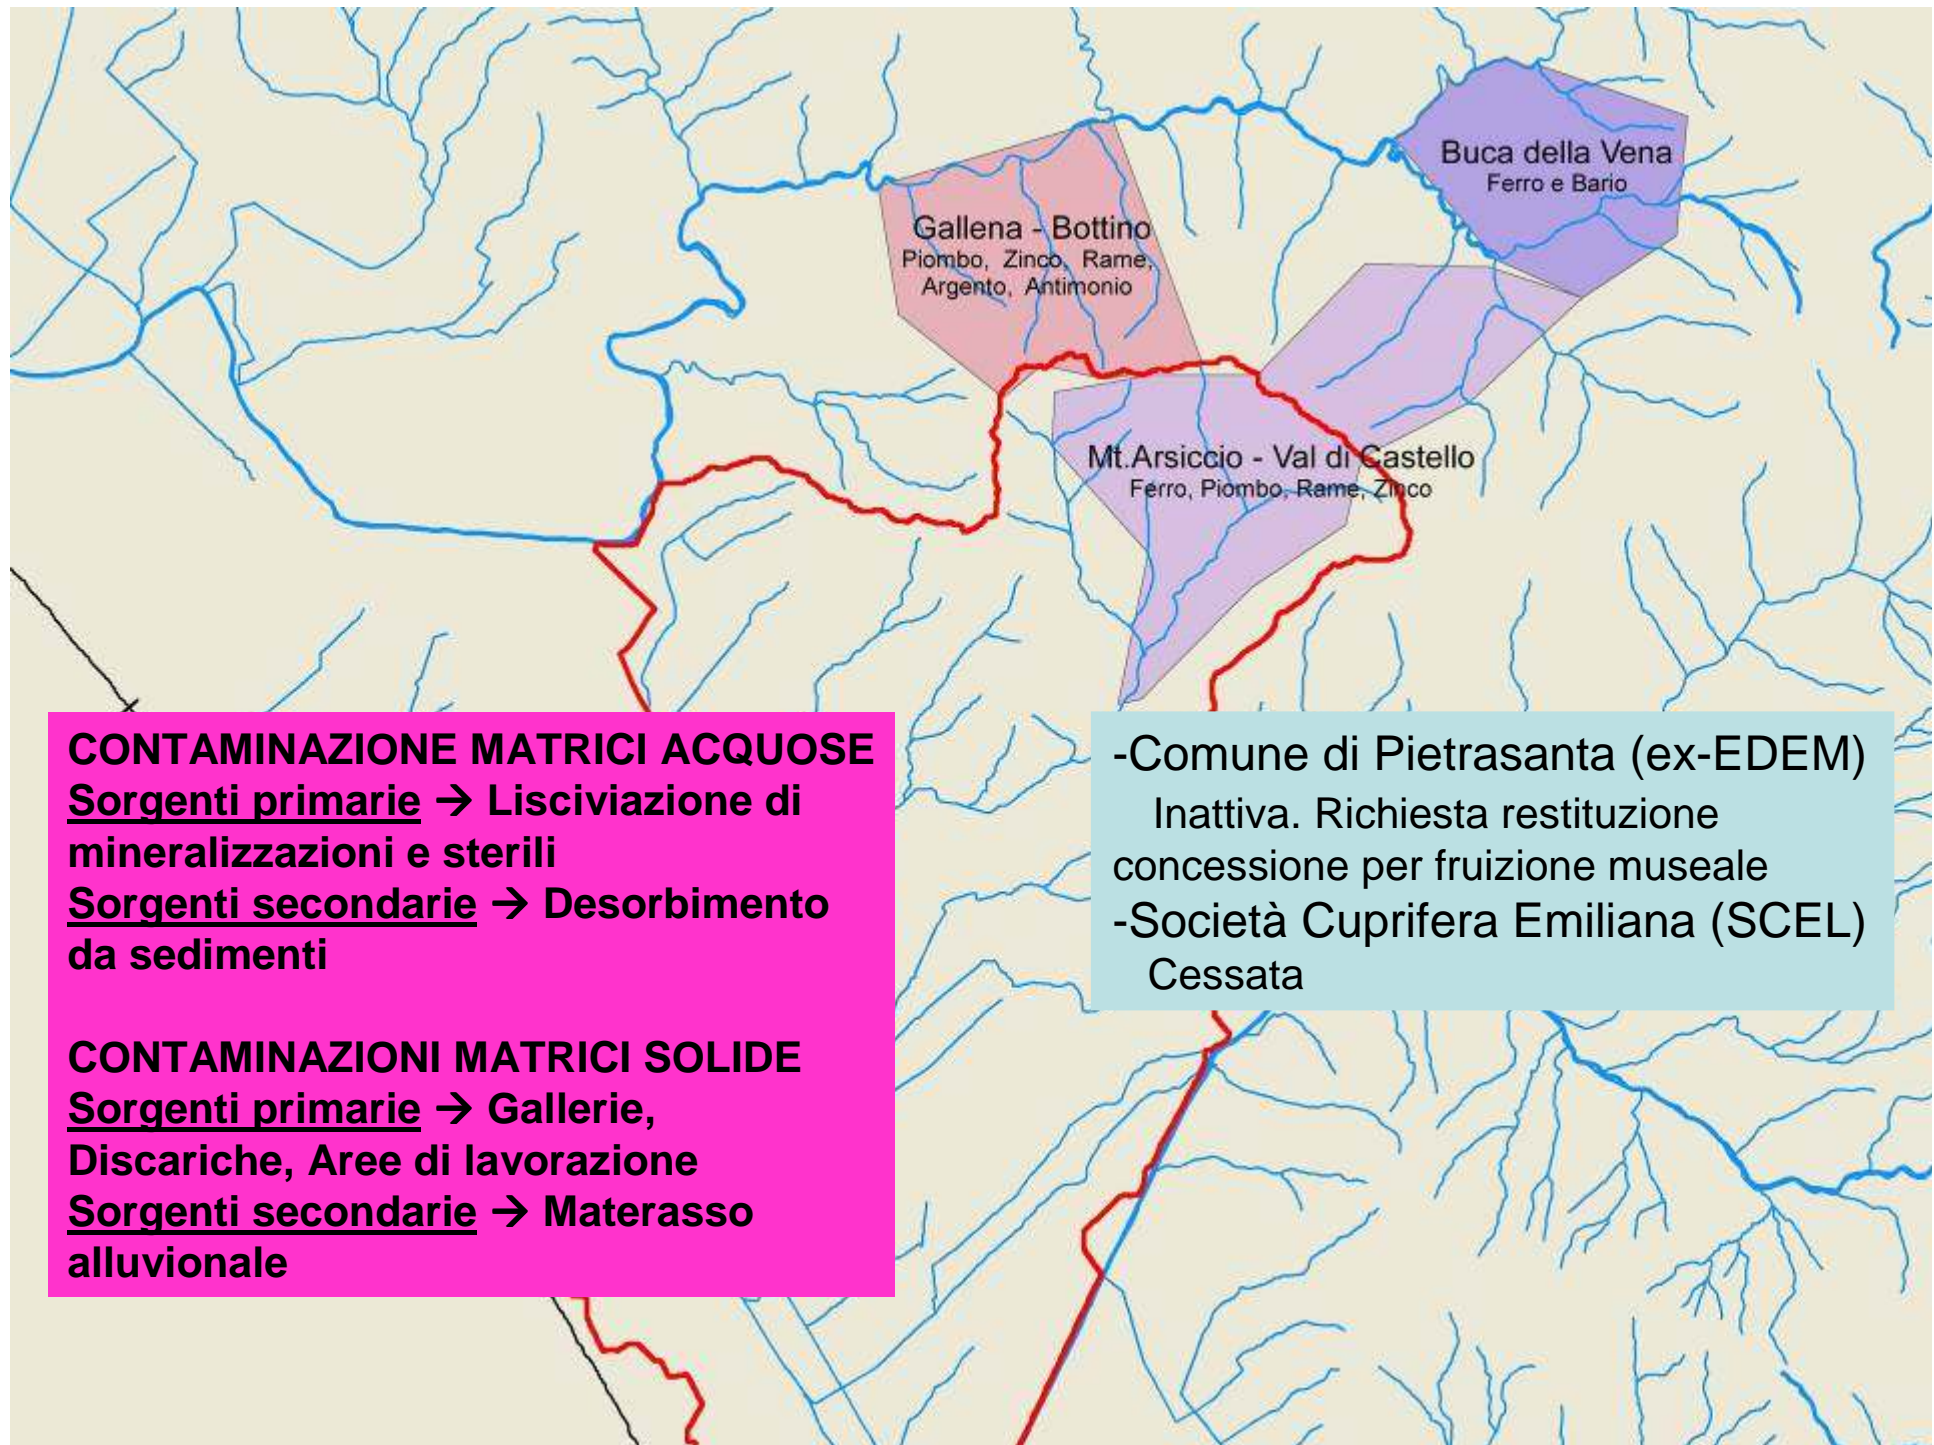 Buca della Vena
Ferro e Bario
Gallena - Bottino
Piombo, Zinco, Rame,
Argento, Antimonio
Mt.Arsiccio - Val di Castello
Ferro, Piombo, Rame, Zinco
CONTAMINAZIONE MATRICI ACQUOSE
Sorgenti primarie → Lisciviazione di
mineralizzazioni e sterili
Sorgenti secondarie → Desorbimento
da sedimenti
CONTAMINAZIONI MATRICI SOLIDE
Sorgenti primarie → Gallerie,
Discariche, Aree di lavorazione
Sorgenti secondarie → Materasso
alluvionale
-Comune di Pietrasanta (ex-EDEM)
Inattiva. Richiesta restituzione
concessione per fruizione museale
-Società Cuprifera Emiliana (SCEL)
Cessata